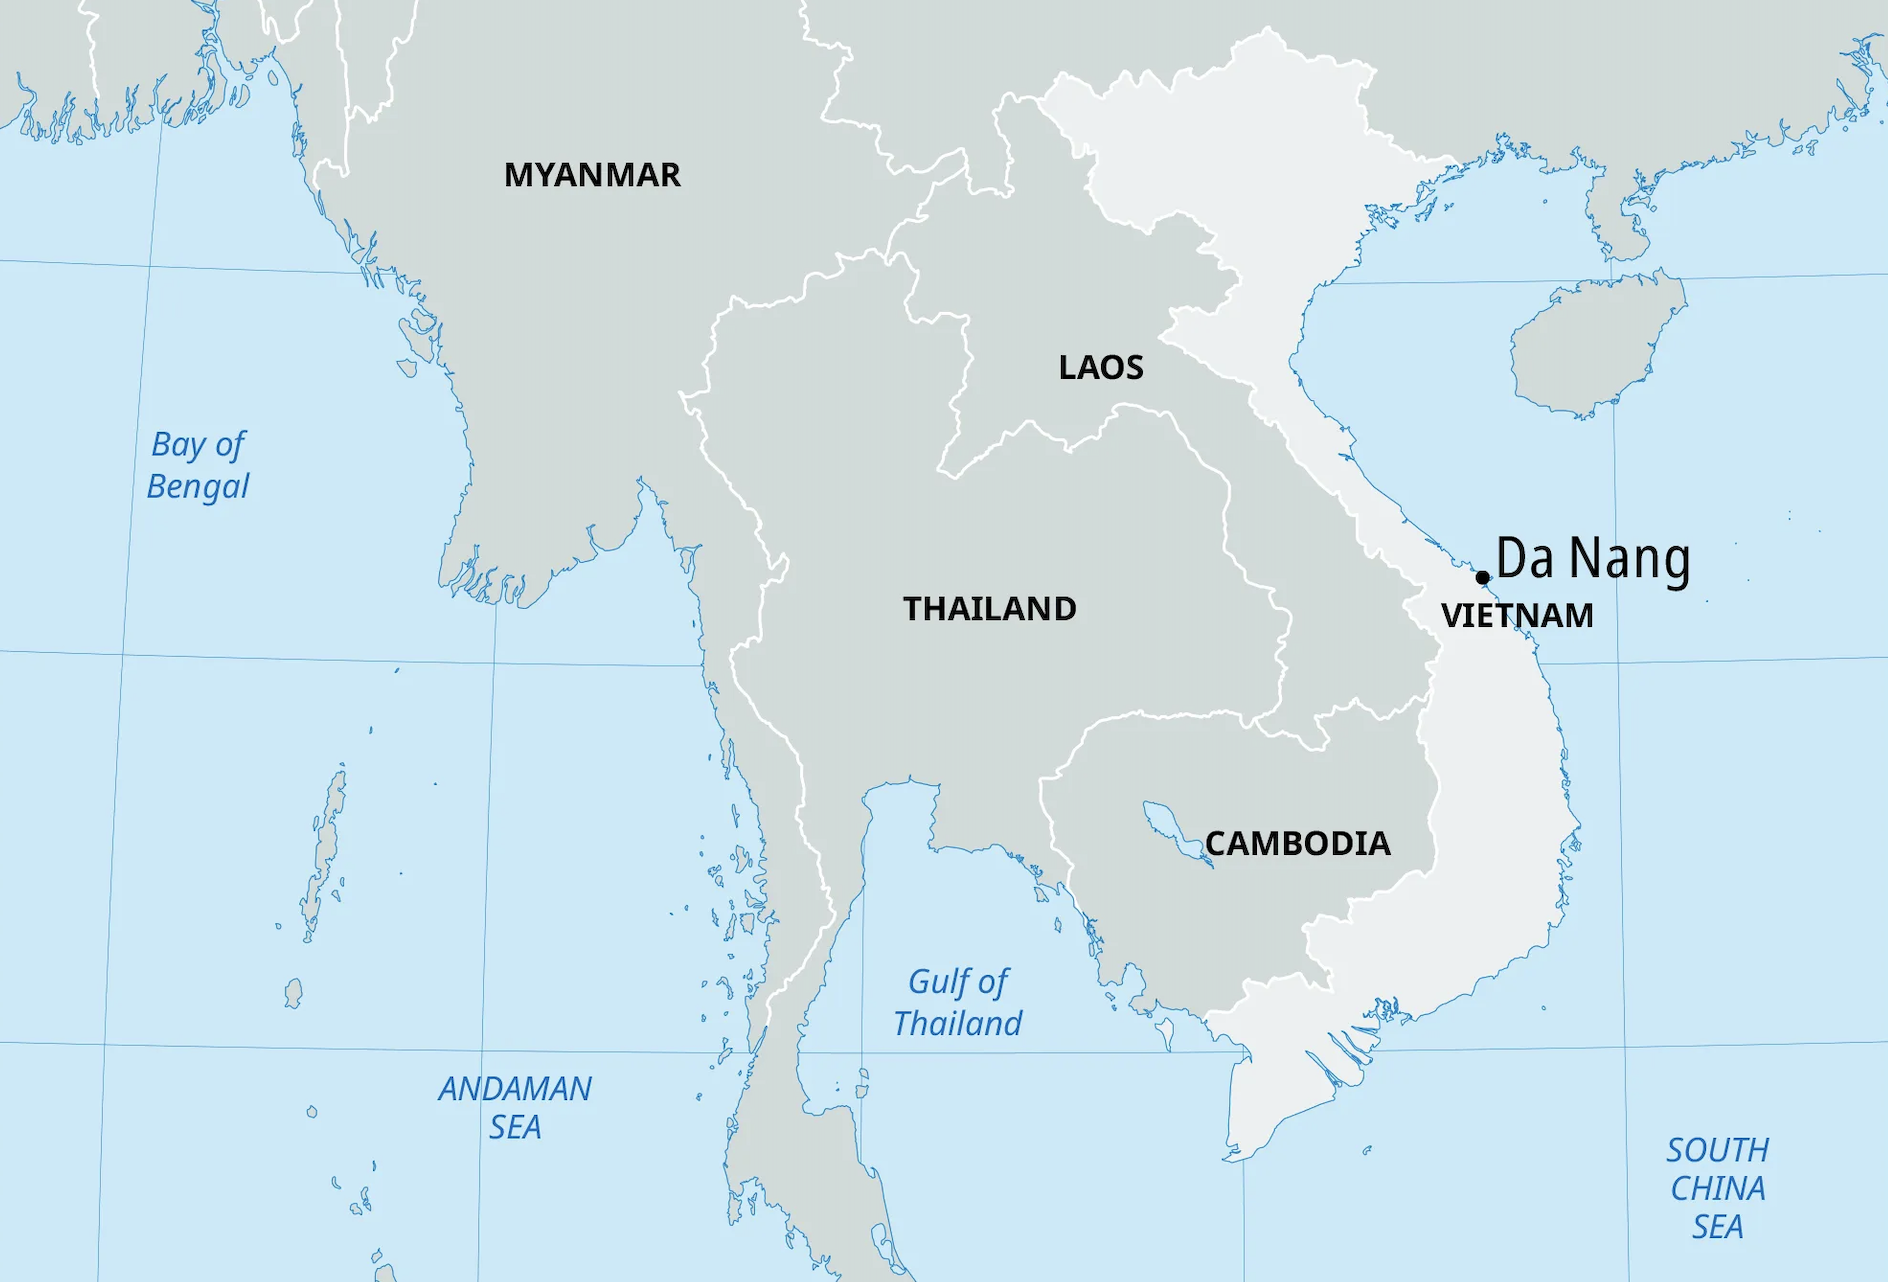 MYANMAR
LAOS
Bay of
Bengal
Da Nang
THAILAND
VIETNAM
CAMBODIA
Gulf of
Thailand
ANDAMAN
SEA
SOUTH
CHINA
SEA